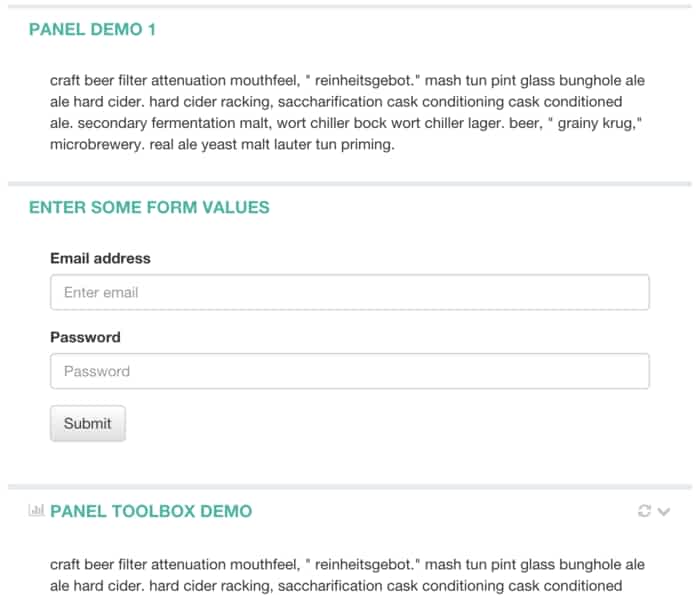 PANEL DEMO 1
craft beer filter attenuation mouthfeel, " reinheitsgebot." mash tun pint glass bunghole ale
ale hard cider. hard cider racking, saccharification cask conditioning cask conditioned
ale. secondary fermentation malt, wort chiller bock wort chiller lager. beer, " grainy krug,"
microbrewery. real ale yeast malt lauter tun priming.
ENTER SOME FORM VALUES
Email address
Enter email
Password
Password
Submit
PANEL TOOLBOX DEMO
craft beer filter attenuation mouthfeel, " reinheitsgebot." mash tun pint glass bunghole ale
ale hard cider. hard cider racking, saccharification cask conditioning cask conditioned